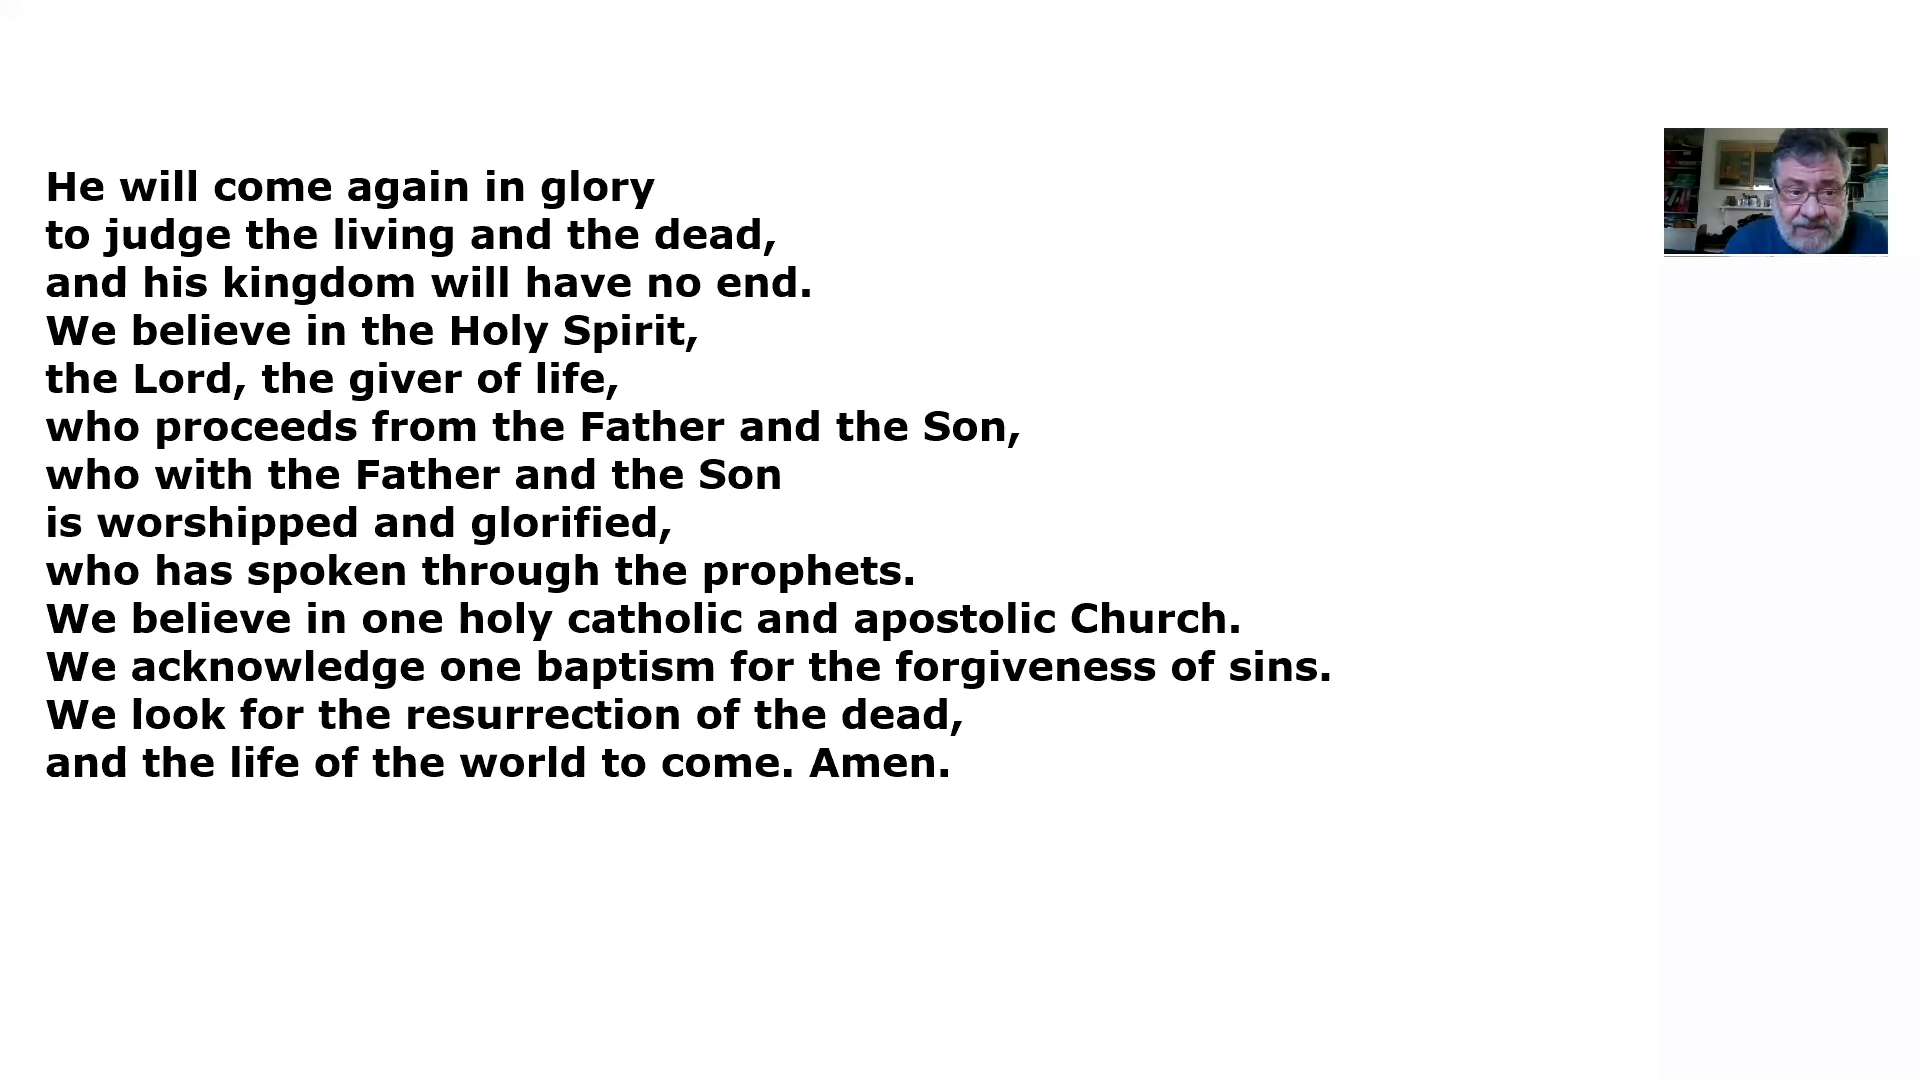 He will come again in glory
to judge the living and the dead,
and his kingdom will have no end.
We believe in the Holy Spirit,
the Lord, the giver of life,
who proceeds from the Father and the Son,
who with the Father and the Son
is worshipped and glorified,
who has spoken through the prophets.
We believe in one holy catholic and apostolic Church.
We acknowledge one baptism for the forgiveness of sins.
We look for the resurrection of the dead,
and the life of the world to come. Amen.